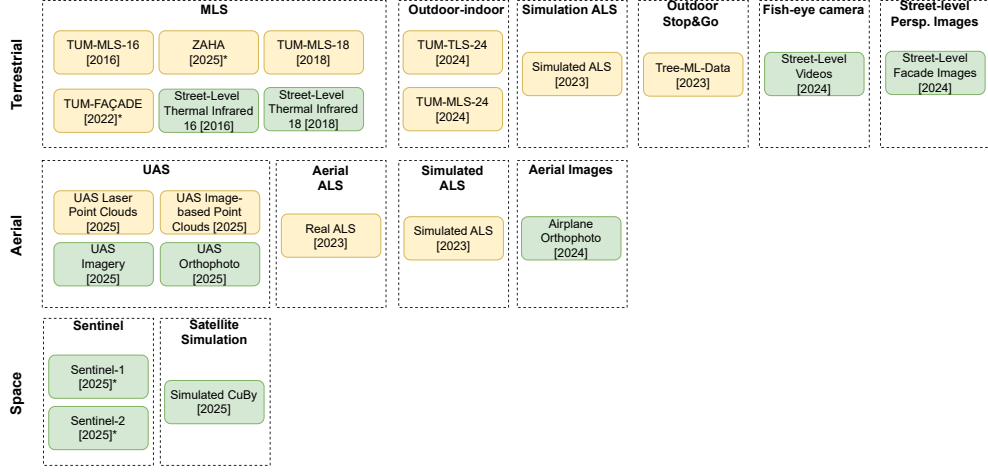 Terrestrial
MLS
TUM-MLS-16
[2016]
ZAHA
[2025]*
TUM-MLS-18
[2018]
TUM-FAÇADE
[2022]*
Street-Level
Thermal Infrared
16 [2016]
Street-Level
Thermal Infrared
18 [2018]
Outdoor-indoor
TUM-TLS-24
[2024]
TUM-MLS-24
[2024]
Simulation ALS
Simulated ALS
[2023]
Outdoor
Stop&Go
Tree-ML-Data
[2023]
Fish-eye camera
Street-Level
Videos
[2024]
Street-level
Persp. Images
Street-Level
Facade Images
[2024]
Aerial
UAS
UAS Laser
Point Clouds
[2025]
UAS Image-
based Point
Clouds [2025]
UAS
Imagery
[2025]
UAS
Orthophoto
[2025]
Aerial
ALS
Real ALS
[2023]
Simulated
ALS
Simulated ALS
[2023]
Aerial Images
Airplane
Orthophoto
[2024]
Space
Sentinel
Sentinel-1
[2025]*
Sentinel-2
[2025]*
Satellite
Simulation
Simulated CuBy
[2025]